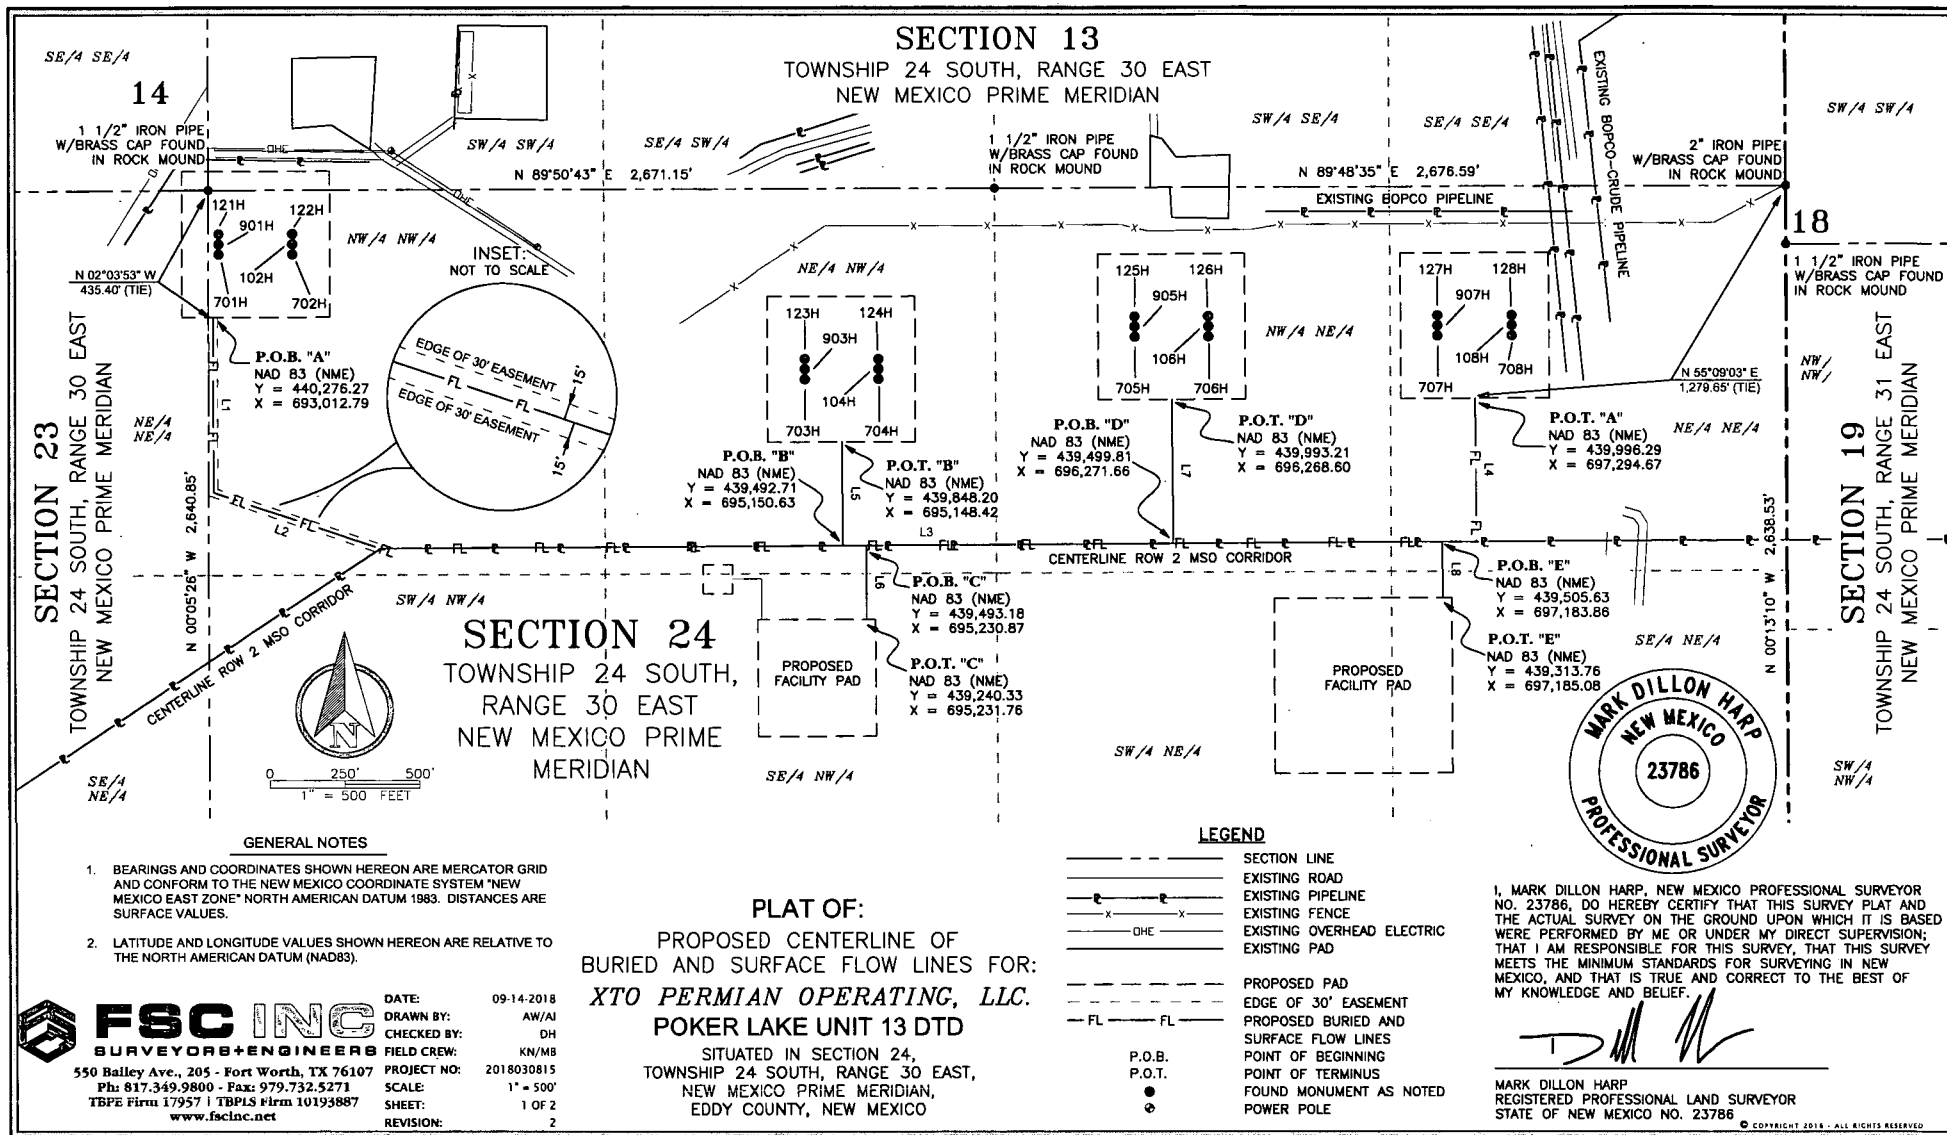 SECTION 13
TOWNSHIP 24 SOUTH, RANGE 30 EAST
NEW MEXICO PRIME MERIDIAN
SE/4 SE/4
14
1 1/2" IRON PIPE
W/BRASS CAP FOUND
IN ROCK MOUND
OHE
SW/4 SW/4
SE/4 SW/4
1 1/2" IRON PIPE
W/BRASS CAP FOUND
IN ROCK MOUND
SW/4 SE/4
SE/4 SE/4
EXISTING BOPCO-CRUDE PIPELINE
2" IRON PIPE
W/BRASS CAP FOUND
IN ROCK MOUND
SW/4 SW/4
N 89°50'43" E 2,671.15'
N 89°48'35" E 2,676.59'
EXISTING BOPCO PIPELINE
OHE
18
1 1/2" IRON PIPE
W/BRASS CAP FOUND
IN ROCK MOUND
121H
122H
901H
102H
701H
702H
NW/4 NW/4
N 02°03'53" W
435.40' (TIE)
INSET:
NOT TO SCALE
EDGE OF 30' EASEMENT
FL
FL
EDGE OF 30' EASEMENT
15'
15'
NE/4 NW/4
123H
124H
903H
104H
703H
704H
125H
126H
905H
106H
705H
706H
NW/4 NE/4
127H
128H
907H
108H
708H
707H
N 55°09'03" E
1,279.65' (TIE)
NW/
NW/
SECTION 23
TOWNSHIP 24 SOUTH, RANGE 30 EAST
NEW MEXICO PRIME MERIDIAN
NE/4
NE/4
P.O.B. "A"
NAD 83 (NME)
Y = 440,276.27
X = 693,012.79
L1
L2
N 00°05'26" W 2,640.85'
P.O.B. "B"
NAD 83 (NME)
Y = 439,492.71
X = 695,150.63
P.O.T. "B"
NAD 83 (NME)
Y = 439,848.20
X = 695,148.42
L5
L3
P.O.B. "D"
NAD 83 (NME)
Y = 439,499.81
X = 696,271.66
P.O.T. "D"
NAD 83 (NME)
Y = 439,993.21
X = 696,268.60
L7
P.O.T. "A"
NAD 83 (NME)
Y = 439,996.29
X = 697,294.67
L4
NE/4 NE/4
SECTION 19
TOWNSHIP 24 SOUTH, RANGE 31 EAST
NEW MEXICO PRIME MERIDIAN
N 00°13'10" W 2,638.53'
CENTERLINE ROW 2 MSO CORRIDOR
CENTERLINE ROW 2 MSO CORRIDOR
SW/4 NW/4
L6
P.O.B. "C"
NAD 83 (NME)
Y = 439,493.18
X = 695,230.87
P.O.T. "C"
NAD 83 (NME)
Y = 439,240.33
X = 695,231.76
L8
P.O.B. "E"
NAD 83 (NME)
Y = 439,505.63
X = 697,183.86
P.O.T. "E"
NAD 83 (NME)
Y = 439,313.76
X = 697,185.08
SE/4 NE/4
SECTION 24
TOWNSHIP 24 SOUTH,
RANGE 30 EAST
NEW MEXICO PRIME
MERIDIAN
PROPOSED
FACILITY PAD
PROPOSED
FACILITY PAD
SE/4
NE/4
N
0 250' 500'
1" = 500 FEET
SE/4 NW/4
SW/4 NE/4
SW/4
NW/4
MARK DILLON HARP
NEW MEXICO
23786
PROFESSIONAL SURVEYOR
GENERAL NOTES
1. BEARINGS AND COORDINATES SHOWN HEREON ARE MERCATOR GRID
AND CONFORM TO THE NEW MEXICO COORDINATE SYSTEM "NEW
MEXICO EAST ZONE" NORTH AMERICAN DATUM 1983. DISTANCES ARE
SURFACE VALUES.
2. LATITUDE AND LONGITUDE VALUES SHOWN HEREON ARE RELATIVE TO
THE NORTH AMERICAN DATUM (NAD83).
FSC INC
SURVEYORS+ENGINEERS
550 Bailey Ave., 205 - Fort Worth, TX 76107
Ph: 817.349.9800 - Fax: 979.732.5271
TBPE Firm 17957 | TBPLS Firm 10193887
www.fscinc.net
DATE: 09-14-2018
DRAWN BY: AW/AI
CHECKED BY: DH
FIELD CREW: KN/MB
PROJECT NO: 2018030815
SCALE: 1" = 500'
SHEET: 1 OF 2
REVISION: 2
PLAT OF:
PROPOSED CENTERLINE OF
BURIED AND SURFACE FLOW LINES FOR:
XTO PERMIAN OPERATING, LLC.
POKER LAKE UNIT 13 DTD
SITUATED IN SECTION 24,
TOWNSHIP 24 SOUTH, RANGE 30 EAST,
NEW MEXICO PRIME MERIDIAN,
EDDY COUNTY, NEW MEXICO
LEGEND
SECTION LINE
EXISTING ROAD
EXISTING PIPELINE
EXISTING FENCE
OHE EXISTING OVERHEAD ELECTRIC
EXISTING PAD
PROPOSED PAD
EDGE OF 30' EASEMENT
FL FL PROPOSED BURIED AND
SURFACE FLOW LINES
P.O.B. POINT OF BEGINNING
P.O.T. POINT OF TERMINUS
FOUND MONUMENT AS NOTED
POWER POLE
I, MARK DILLON HARP, NEW MEXICO PROFESSIONAL SURVEYOR
NO. 23786, DO HEREBY CERTIFY THAT THIS SURVEY PLAT AND
THE ACTUAL SURVEY ON THE GROUND UPON WHICH IT IS BASED
WERE PERFORMED BY ME OR UNDER MY DIRECT SUPERVISION;
THAT I AM RESPONSIBLE FOR THIS SURVEY, THAT THIS SURVEY
MEETS THE MINIMUM STANDARDS FOR SURVEYING IN NEW
MEXICO, AND THAT IS TRUE AND CORRECT TO THE BEST OF
MY KNOWLEDGE AND BELIEF.
MARK DILLON HARP
REGISTERED PROFESSIONAL LAND SURVEYOR
STATE OF NEW MEXICO NO. 23786
© COPYRIGHT 2016 - ALL RIGHTS RESERVED